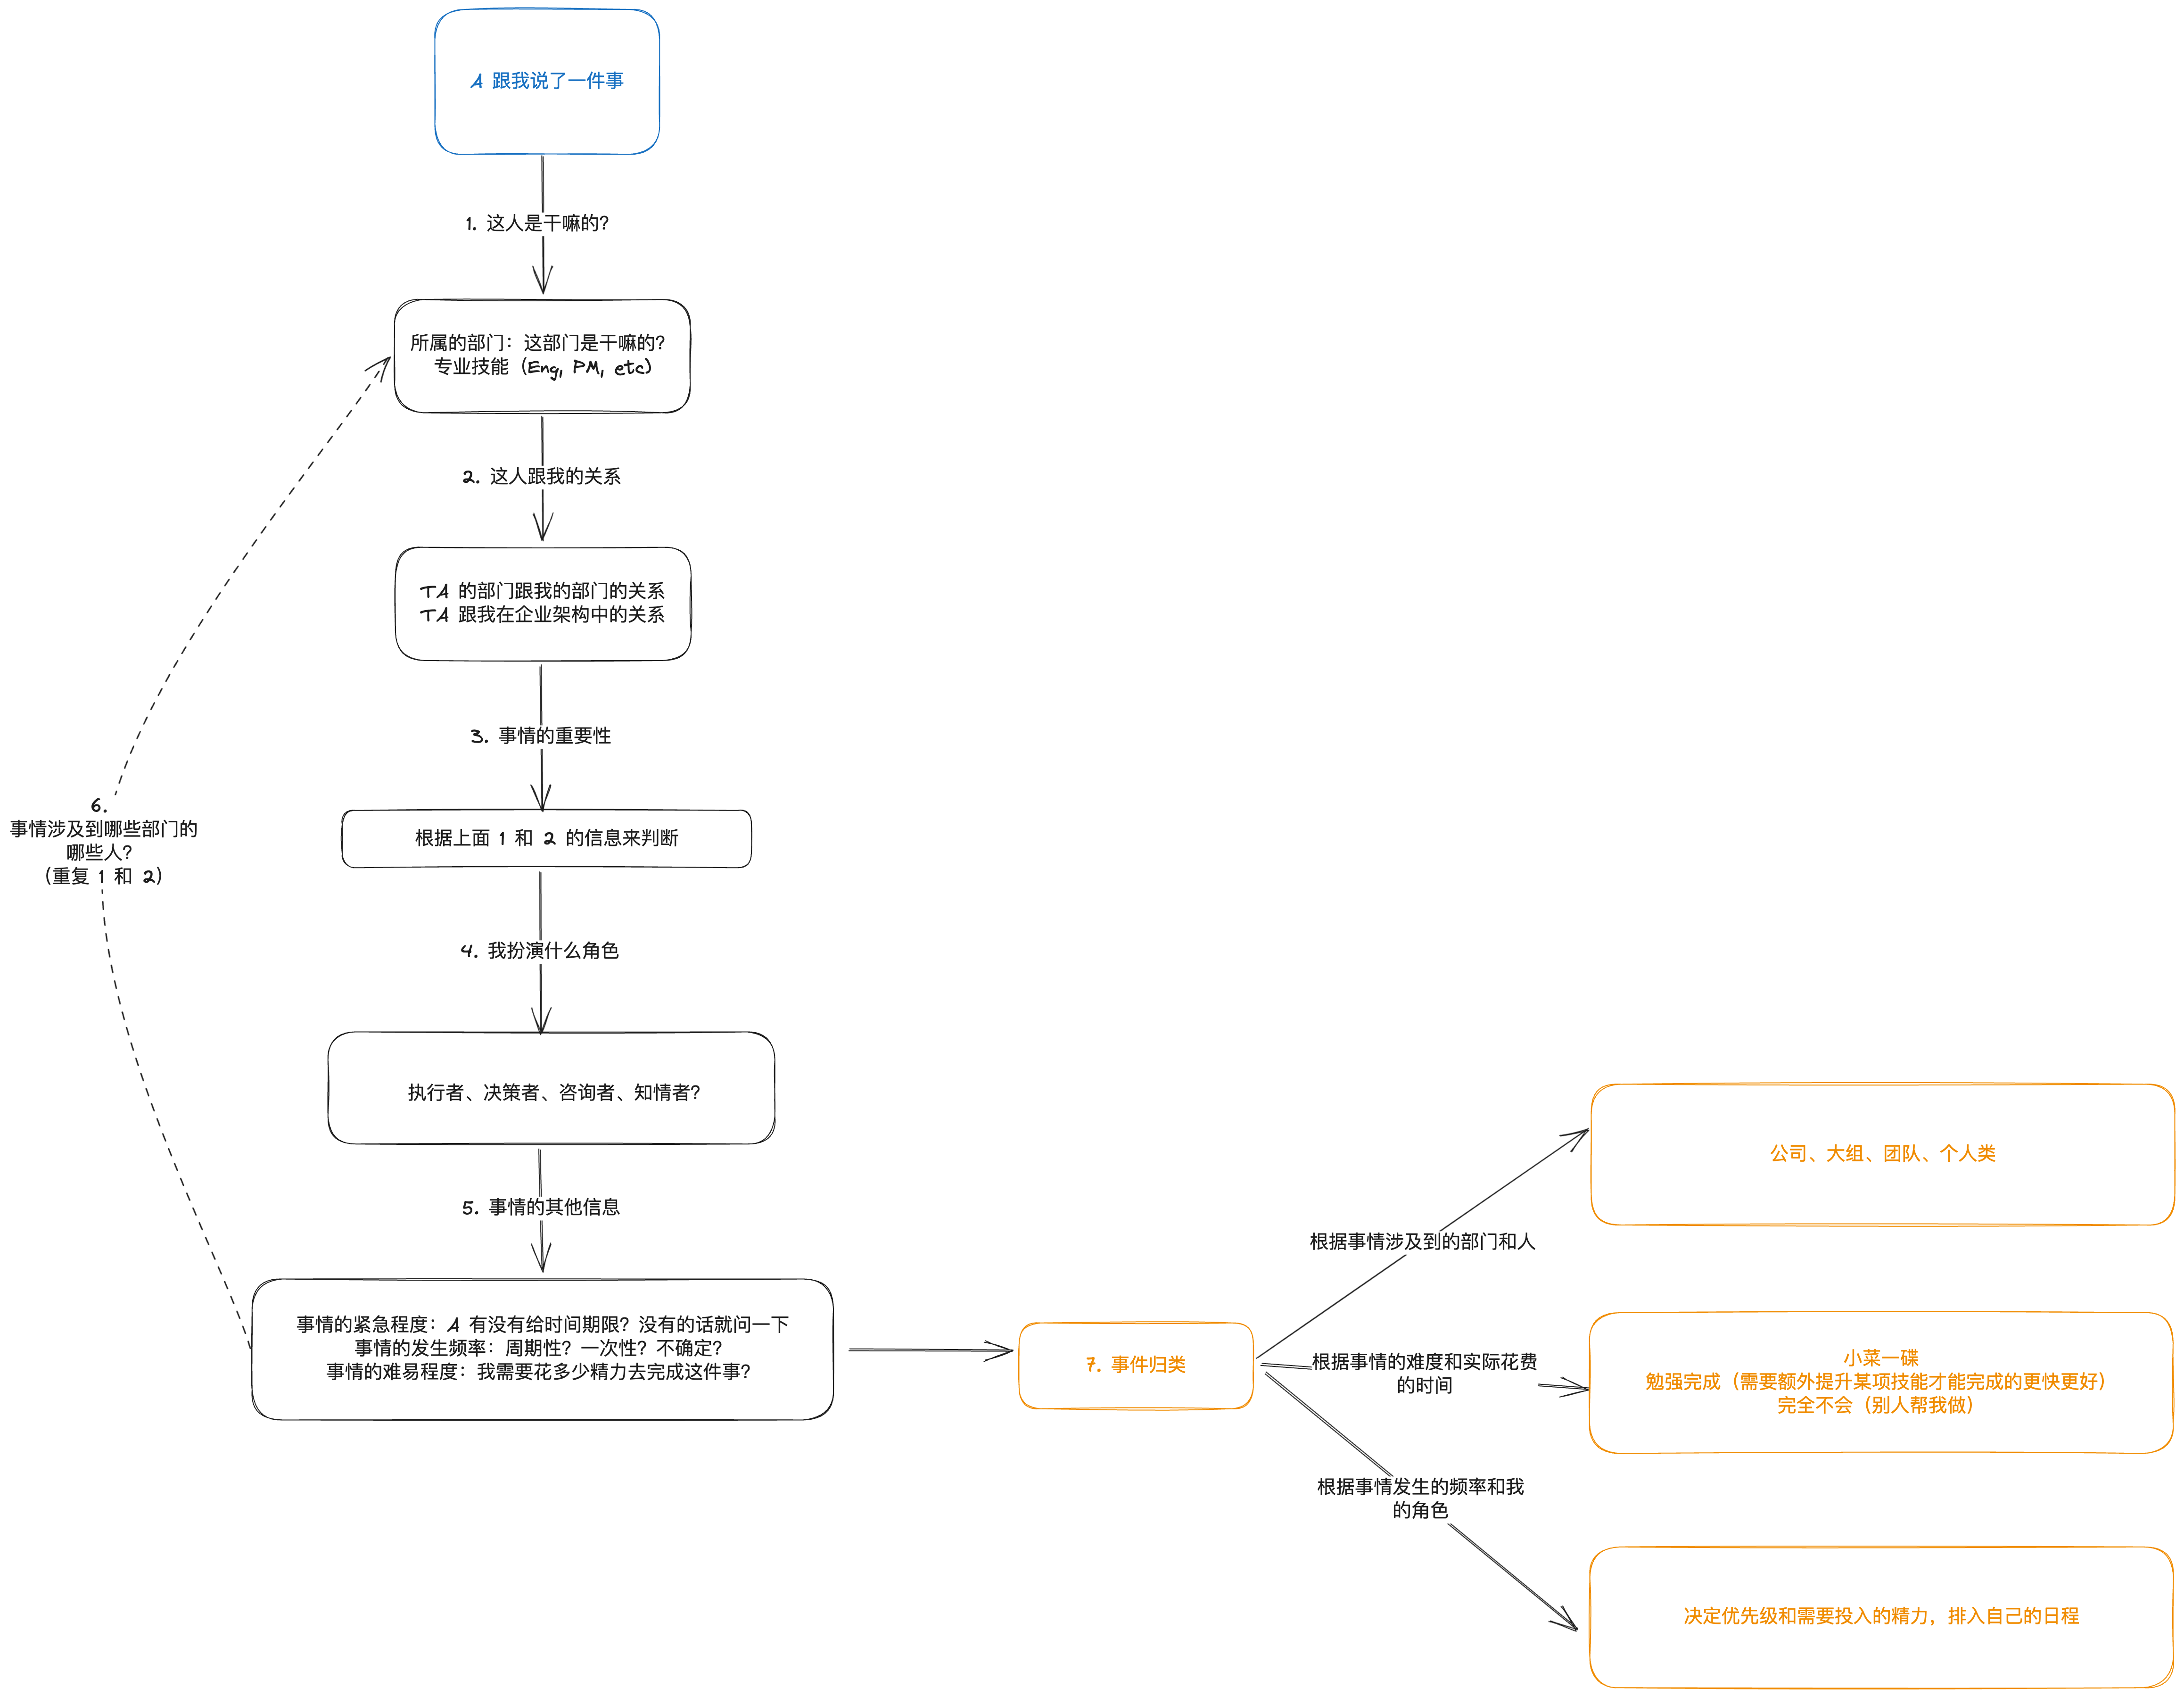 A 跟我说了一件事
1. 这人是干嘛的？
所属的部门：这部门是干嘛的？
专业技能（Eng, PM, etc）
2. 这人跟我的关系
TA 的部门跟我的部门的关系
TA 跟我在企业架构中的关系
3. 事情的重要性
6.
事情涉及到哪些部门的
哪些人？
（重复 1 和 2）
根据上面 1 和 2 的信息来判断
4. 我扮演什么角色
执行者、决策者、咨询者、知情者？
5. 事情的其他信息
事情的紧急程度：A 有没有给时间期限？没有的话就问一下
事情的发生频率：周期性？一次性？不确定？
事情的难易程度：我需要花多少精力去完成这件事？
7. 事件归类
根据事情涉及到的部门和人
公司、大组、团队、个人类
根据事情的难度和实际花费
的时间
小菜一碟
勉强完成（需要额外提升某项技能才能完成的更快更好）
完全不会（别人帮我做）
根据事情发生的频率和我
的角色
决定优先级和需要投入的精力，排入自己的日程